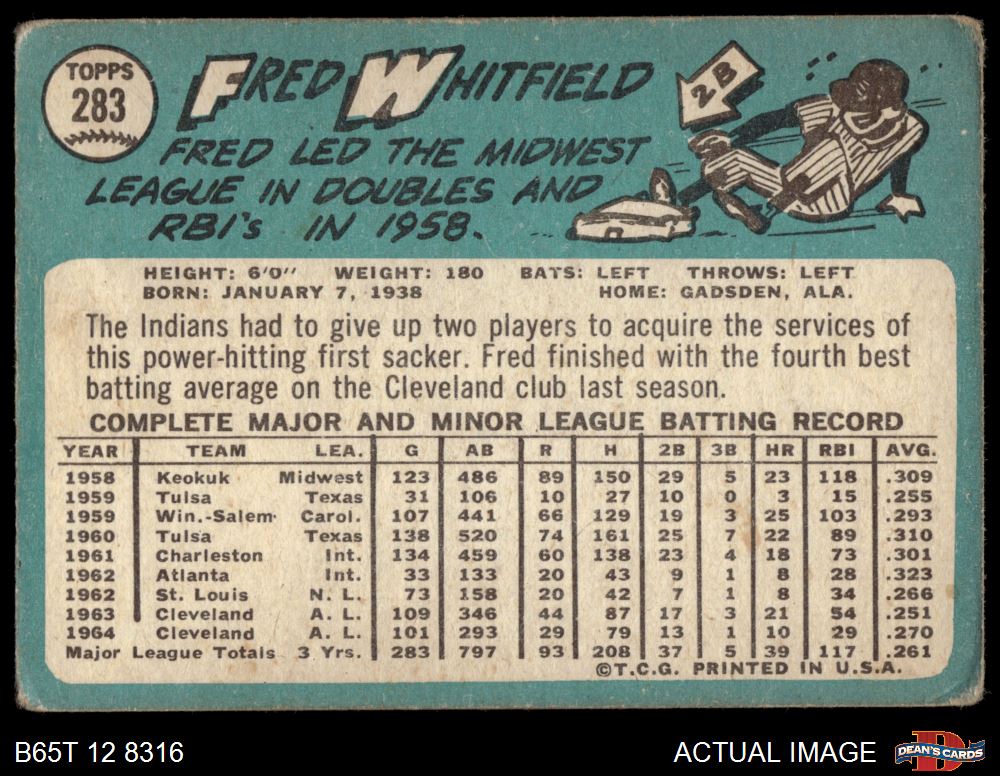 TOPPS
283
FRED WHITFIELD
2B
FRED LED THE MIDWEST
LEAGUE IN DOUBLES AND
RBI's IN 1958.
HEIGHT: 6'0" WEIGHT: 180 BATS: LEFT THROWS: LEFT
BORN: JANUARY 7, 1938 HOME: GADSDEN, ALA.
The Indians had to give up two players to acquire the services of
this power-hitting first sacker. Fred finished with the fourth best
batting average on the Cleveland club last season.
COMPLETE MAJOR AND MINOR LEAGUE BATTING RECORD
YEAR TEAM LEA. G AB R H 2B 3B HR RBI AVG.
1958 Keokuk Midwest 123 486 89 150 29 5 23 118 .309
1959 Tulsa Texas 31 106 10 27 10 0 3 15 .255
1959 Win.-Salem Carol. 107 441 66 129 19 3 25 103 .293
1960 Tulsa Texas 138 520 74 161 25 7 22 89 .310
1961 Charleston Int. 134 459 60 138 23 4 18 73 .301
1962 Atlanta Int. 33 133 20 43 9 1 8 28 .323
1962 St. Louis N. L. 73 158 20 42 7 1 8 34 .266
1963 Cleveland A. L. 109 346 44 87 17 3 21 54 .251
1964 Cleveland A. L. 101 293 29 79 13 1 10 29 .270
Major League Totals 3 Yrs. 283 797 93 208 37 5 39 117 .261
©T.C.G. PRINTED IN U.S.A.
B65T 12 8316
ACTUAL IMAGE
DEAN'S CARDS